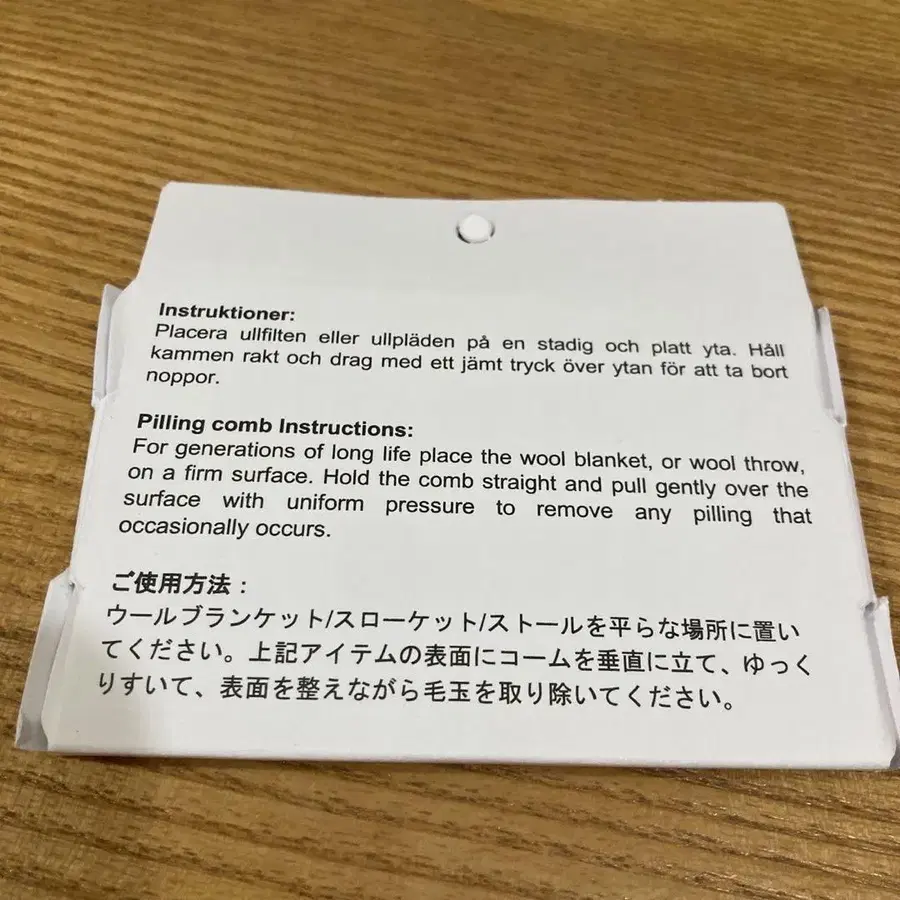 Instruktioner:
Placera ullfilten eller ullpläden på en stadig och platt yta. Håll
kammen rakt och drag med ett jämt tryck över ytan för att ta bort
noppor.
Pilling comb Instructions:
For generations of long life place the wool blanket, or wool throw,
on a firm surface. Hold the comb straight and pull gently over the
surface with uniform pressure to remove any pilling that
occasionally occurs.
ご使用方法：
ウールブランケット/スローケット/ストールを平らな場所に置い
てください。上記アイテムの表面にコームを垂直に立て、ゆっく
りすいて、表面を整えながら毛玉を取り除いてください。